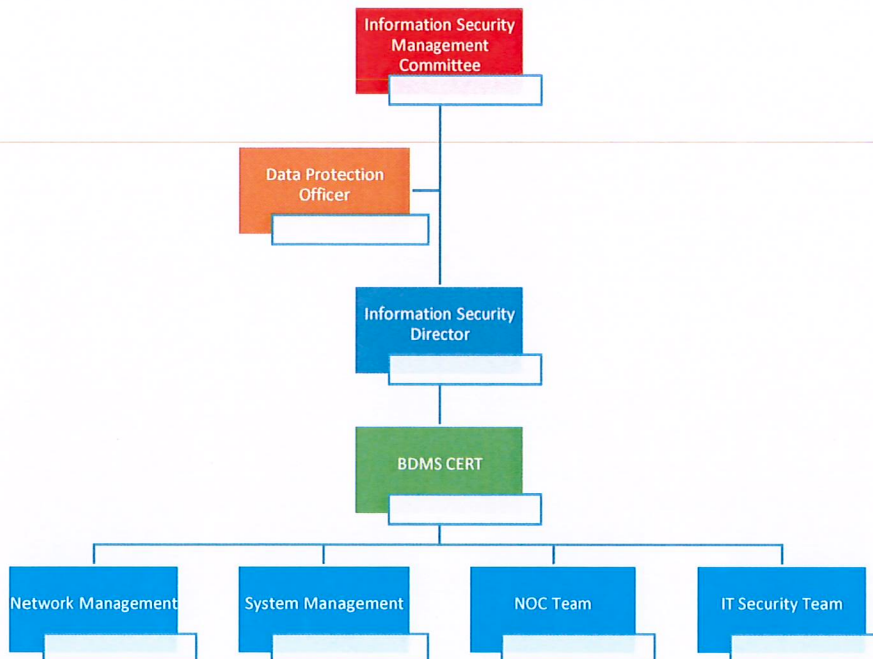 Information Security
Management
Committee
Data Protection
Officer
Information Security
Director
BDMS CERT
Network Management
System Management
NOC Team
IT Security Team